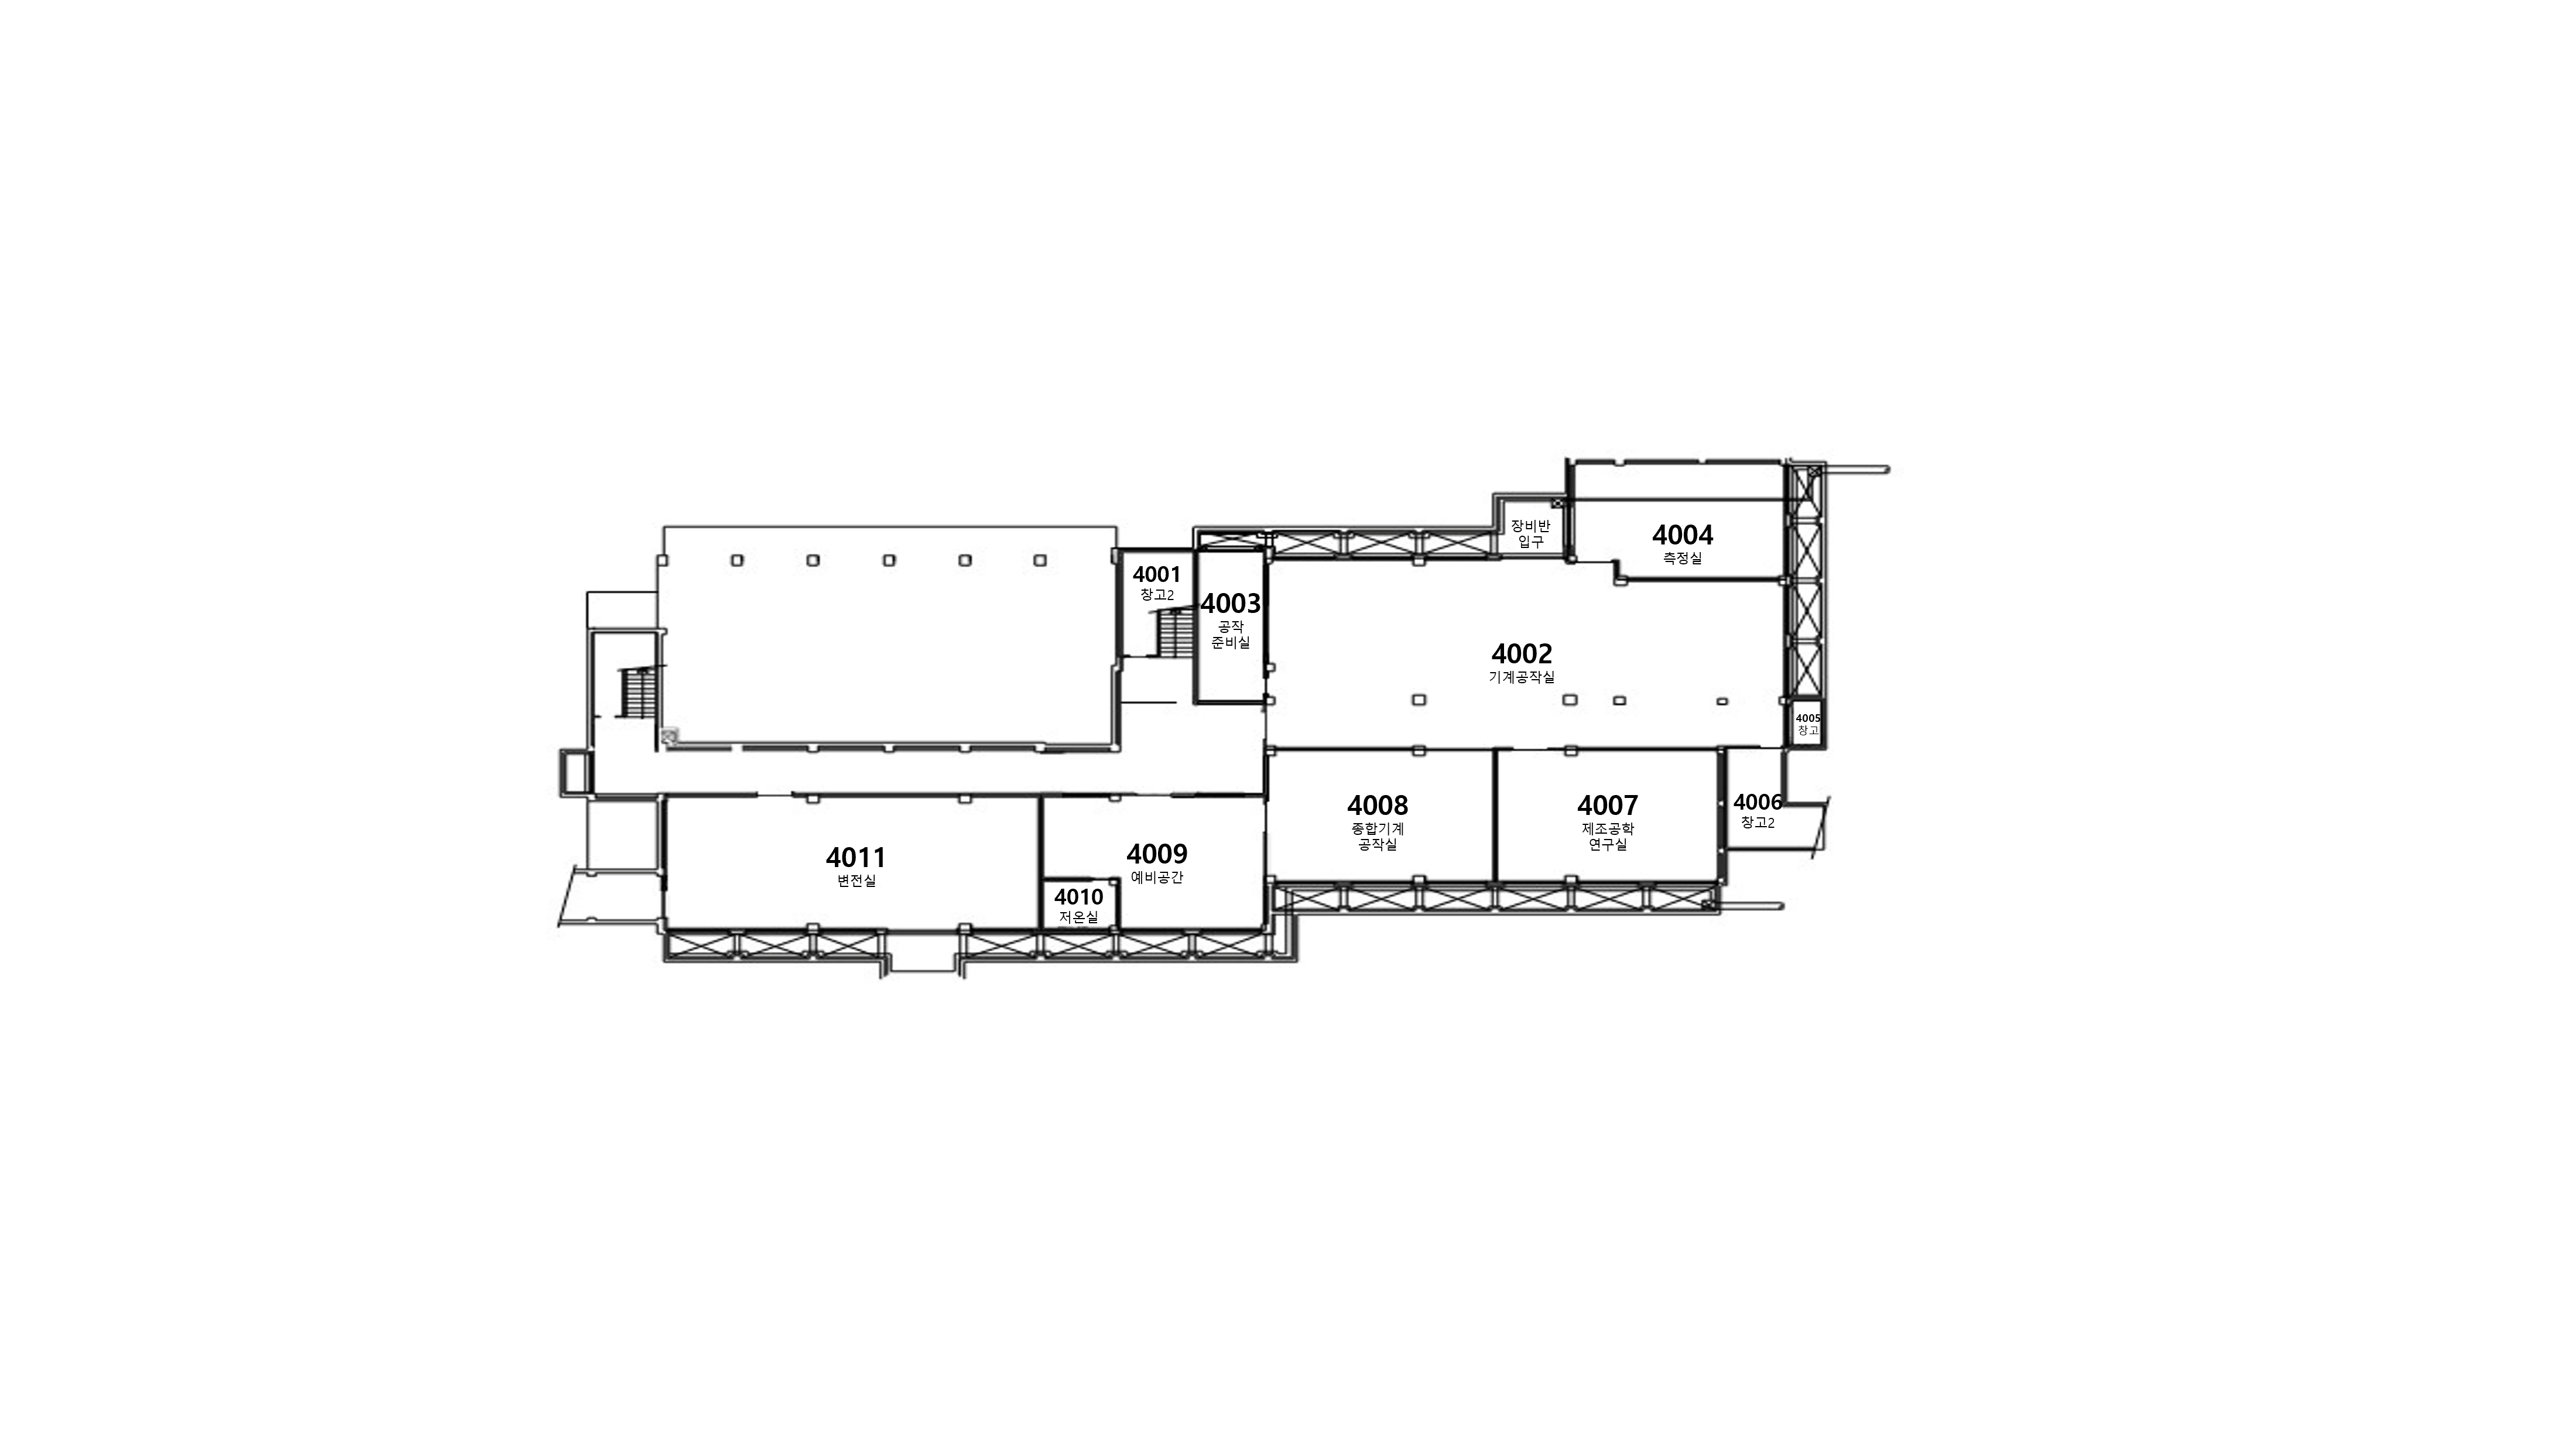 장비반
입구
4004
측정실
4001
창고2
4003
공작
준비실
4002
기계공작실
4005
창고
4008
종합기계
공작실
4007
제조공학
연구실
4006
창고2
4011
변전실
4009
예비공간
4010
저온실